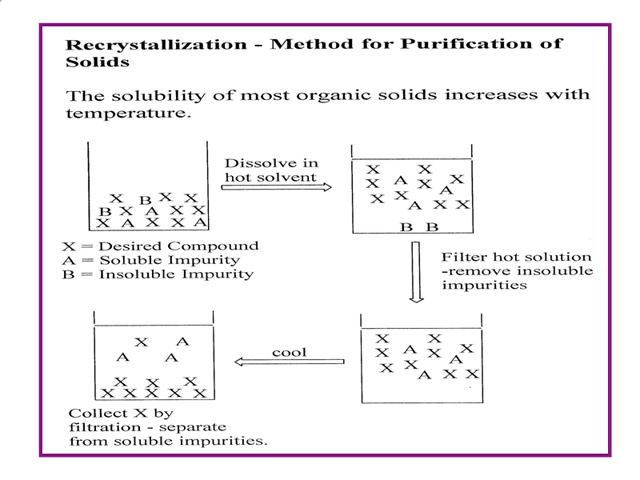 Recrystallization - Method for Purification of
Solids
The solubility of most organic solids increases with
temperature.
Dissolve in
hot solvent
X B X X
B X A X X
X A X X A
X X
X A X X
X X A
A X X
B B
X = Desired Compound
A = Soluble Impurity
B = Insoluble Impurity
Filter hot solution
-remove insoluble
impurities
X A
A A
X X X
X X X X X
cool
X X
X A X X
X X A
A X X
Collect X by
filtration - separate
from soluble impurities.